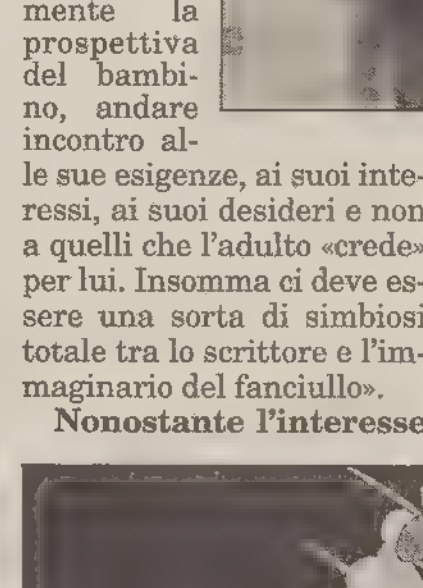 mente la
prospettiva
del bambi-
no, andare
incontro al-
le sue esigenze, ai suoi inte-
ressi, ai suoi desideri e non
a quelli che l'adulto «crede»
per lui. Insomma ci deve es-
sere una sorta di simbiosi
totale tra lo scrittore e l'im-
maginario del fanciullo».
Nonostante l'interesse